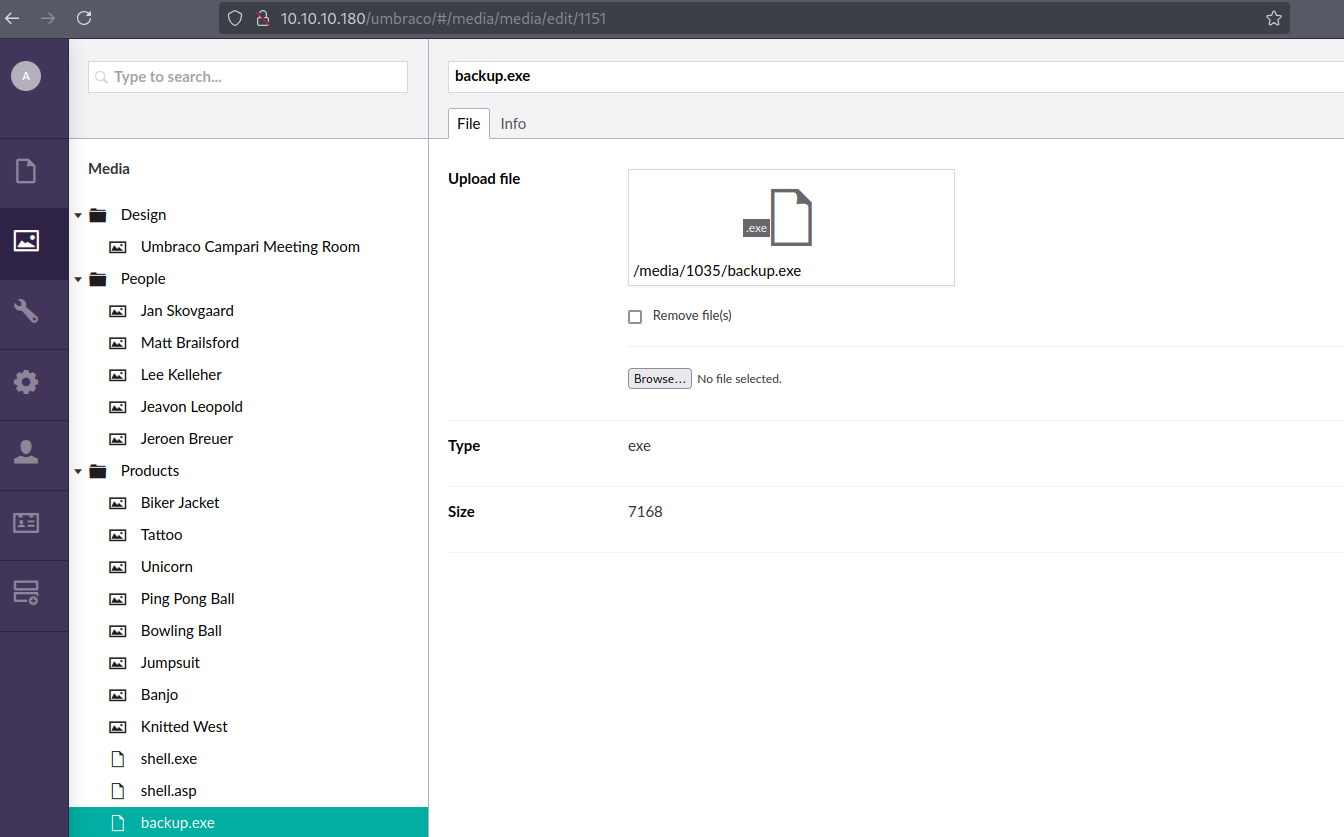 10.10.10.180/umbraco/#/media/media/edit/1151
A
Type to search...
backup.exe
File Info
Media
Upload file
.exe
/media/1035/backup.exe
Remove file(s)
Browse... No file selected.
Type exe
Size 7168
Design
Umbraco Campari Meeting Room
People
Jan Skovgaard
Matt Brailsford
Lee Kelleher
Jeavon Leopold
Jeroen Breuer
Products
Biker Jacket
Tattoo
Unicorn
Ping Pong Ball
Bowling Ball
Jumpsuit
Banjo
Knitted West
shell.exe
shell.asp
backup.exe